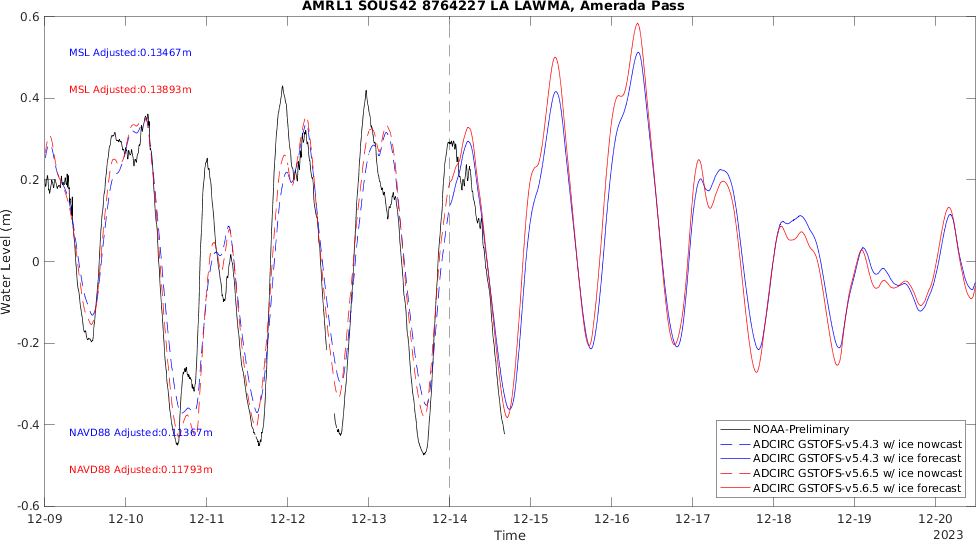 AMRL1 SOUS42 8764227 LA LAWMA, Amerada Pass
0.6
MSL Adjusted:0.13467m
MSL Adjusted:0.13893m
0.4
0.2
0
-0.2
-0.4
-0.6
Water Level (m)
NAVD88 Adjusted:0.11367m
NAVD88 Adjusted:0.11793m
NOAA-Preliminary
ADCIRC GSTOFS-v5.4.3 w/ ice nowcast
ADCIRC GSTOFS-v5.4.3 w/ ice forecast
ADCIRC GSTOFS-v5.6.5 w/ ice nowcast
ADCIRC GSTOFS-v5.6.5 w/ ice forecast
12-09 12-10 12-11 12-12 12-13 12-14 12-15 12-16 12-17 12-18 12-19 12-20
Time
2023